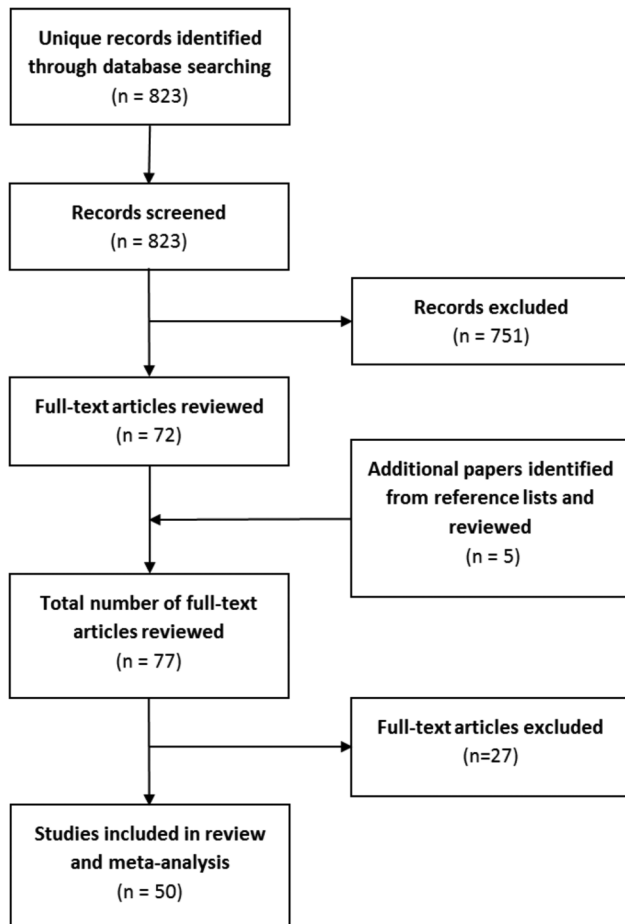 Unique records identified
through database searching
(n = 823)
Records screened
(n = 823)
Records excluded
(n = 751)
Full-text articles reviewed
(n = 72)
Additional papers identified
from reference lists and
reviewed
(n = 5)
Total number of full-text
articles reviewed
(n = 77)
Full-text articles excluded
(n=27)
Studies included in review
and meta-analysis
(n = 50)